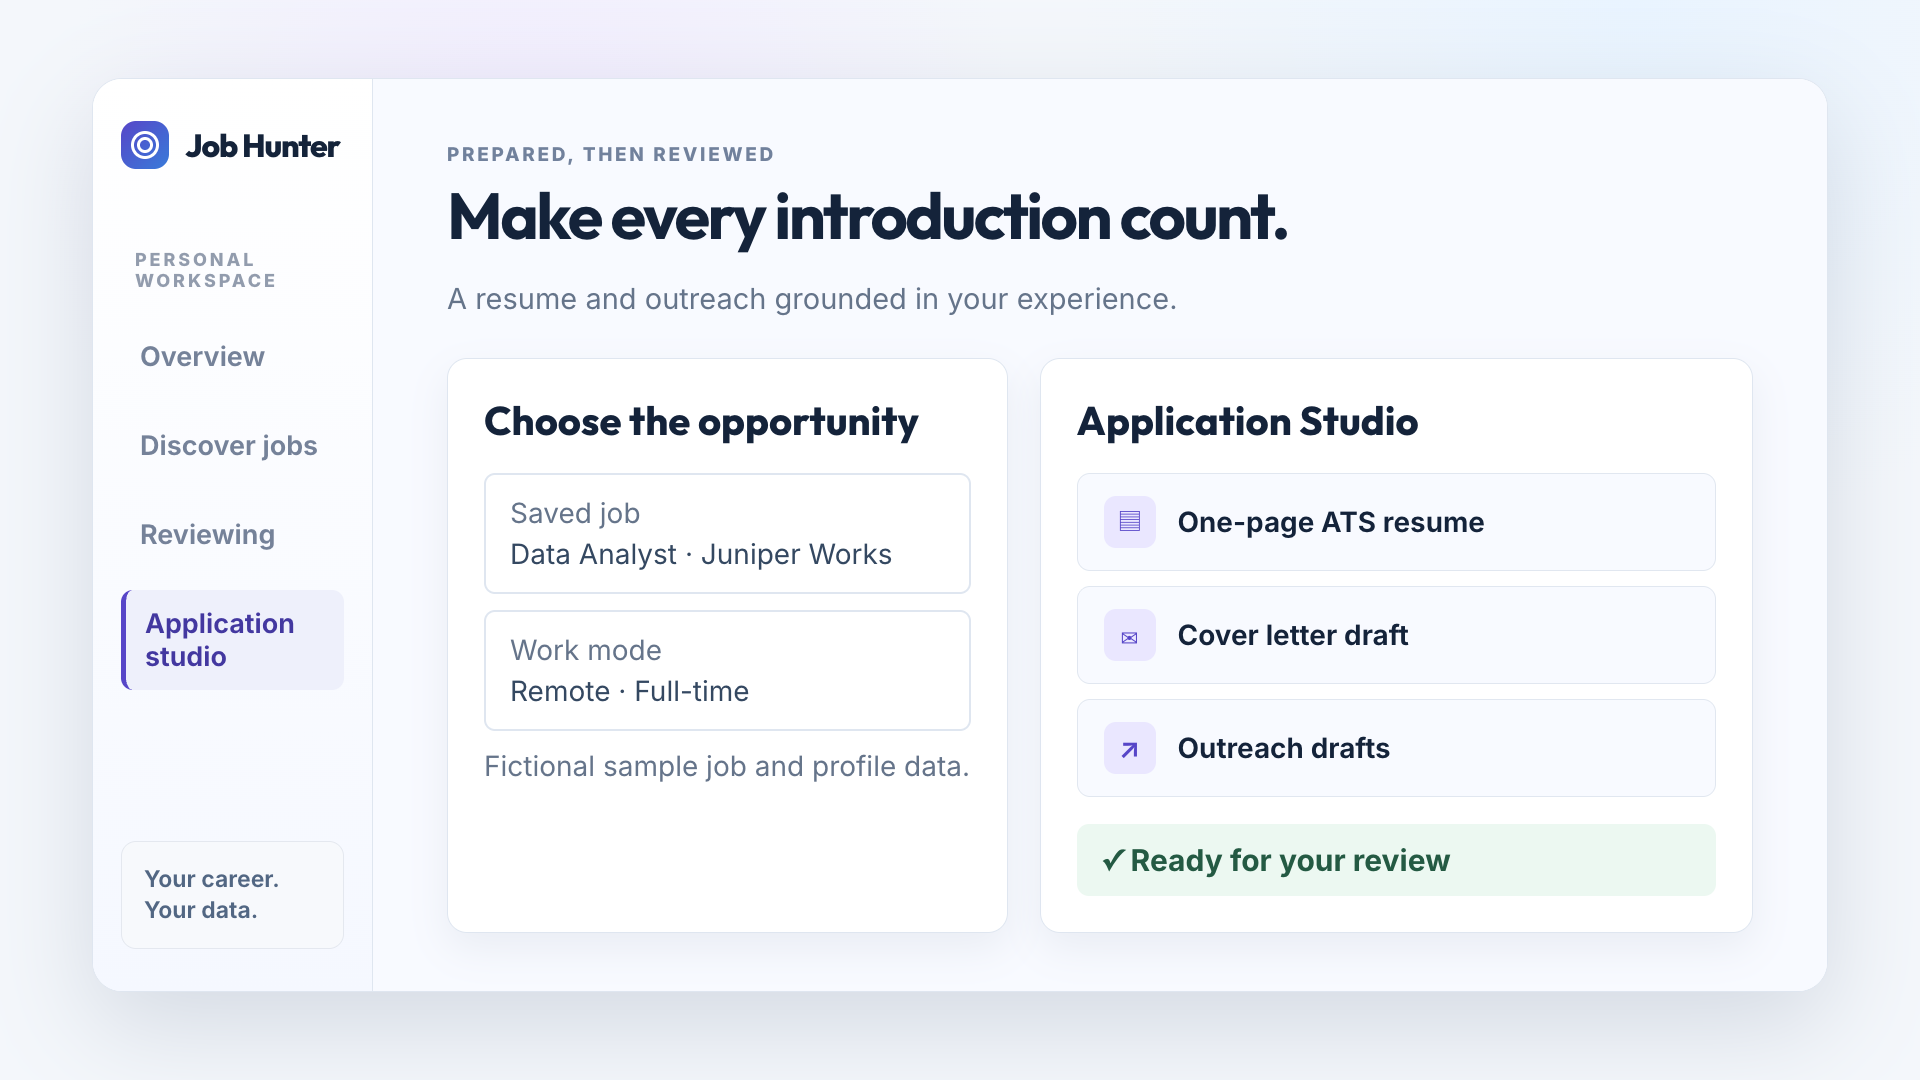 Job Hunter
PERSONAL
WORKSPACE
Overview
Discover jobs
Reviewing
Application
studio
Your career.
Your data.
PREPARED, THEN REVIEWED
Make every introduction count.
A resume and outreach grounded in your experience.
Choose the opportunity
Saved job
Data Analyst · Juniper Works
Work mode
Remote · Full-time
Fictional sample job and profile data.
Application Studio
One-page ATS resume
Cover letter draft
Outreach drafts
✓ Ready for your review